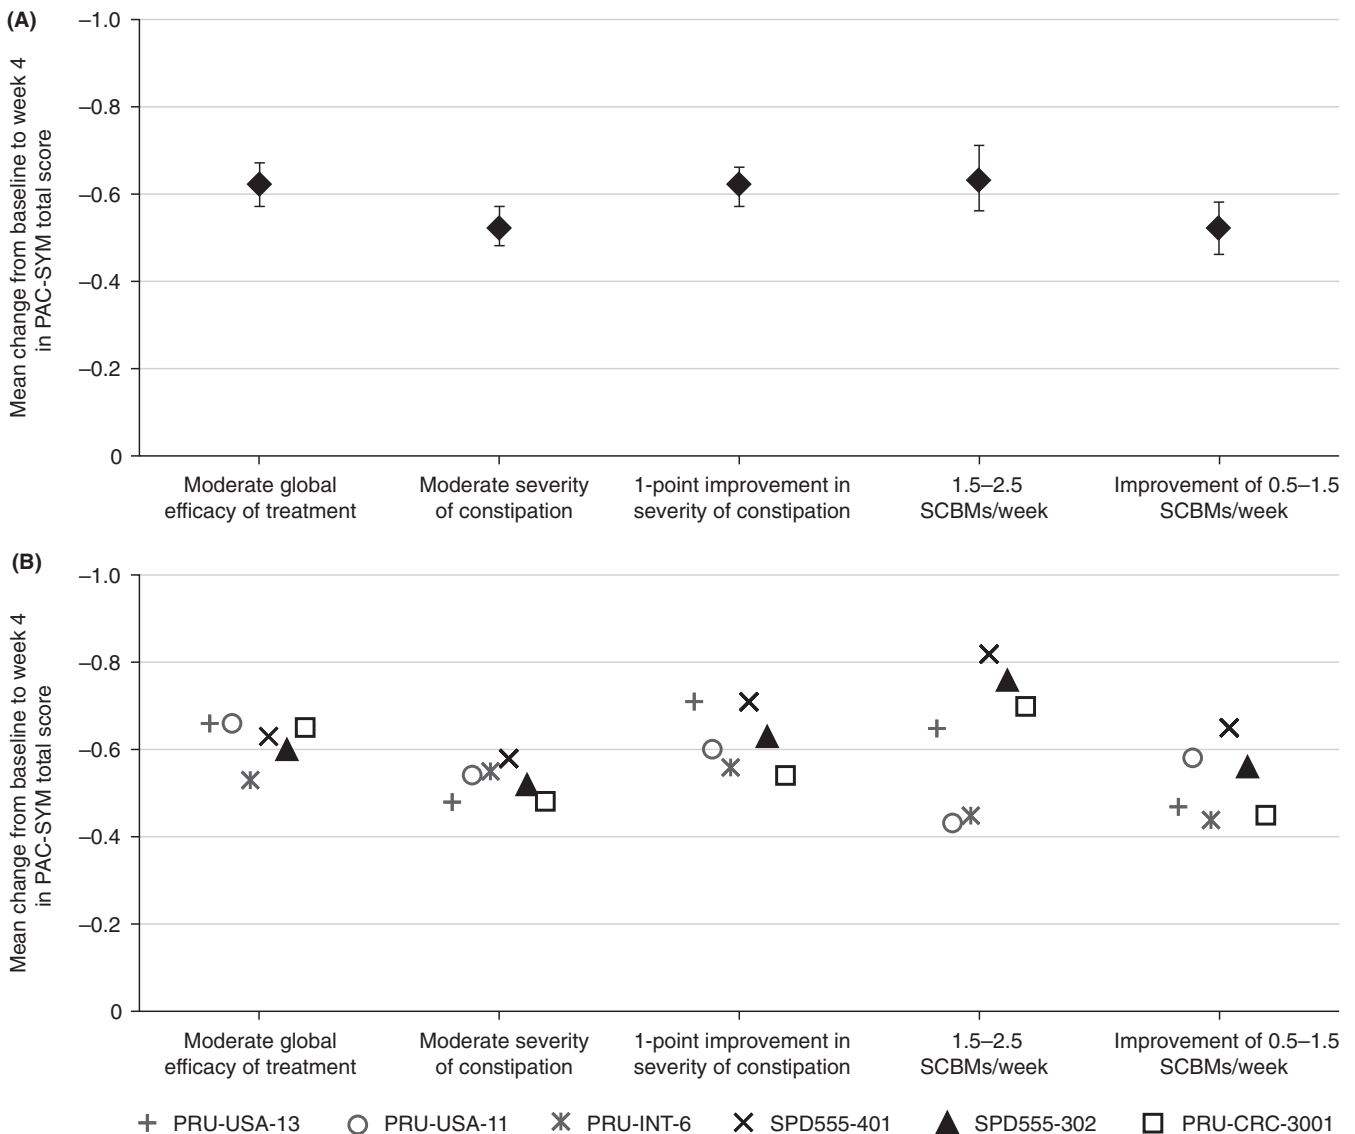 (A)
Mean change from baseline to week 4
in PAC-SYM total score
–1.0
–0.8
–0.6
–0.4
–0.2
0
Moderate global
efficacy of treatment
Moderate severity
of constipation
1-point improvement in
severity of constipation
1.5–2.5
SCBMs/week
Improvement of 0.5–1.5
SCBMs/week
(B)
Mean change from baseline to week 4
in PAC-SYM total score
–1.0
–0.8
–0.6
–0.4
–0.2
0
Moderate global
efficacy of treatment
Moderate severity
of constipation
1-point improvement in
severity of constipation
1.5–2.5
SCBMs/week
Improvement of 0.5–1.5
SCBMs/week
PRU-USA-13 PRU-USA-11 PRU-INT-6 SPD555-401 SPD555-302 PRU-CRC-3001